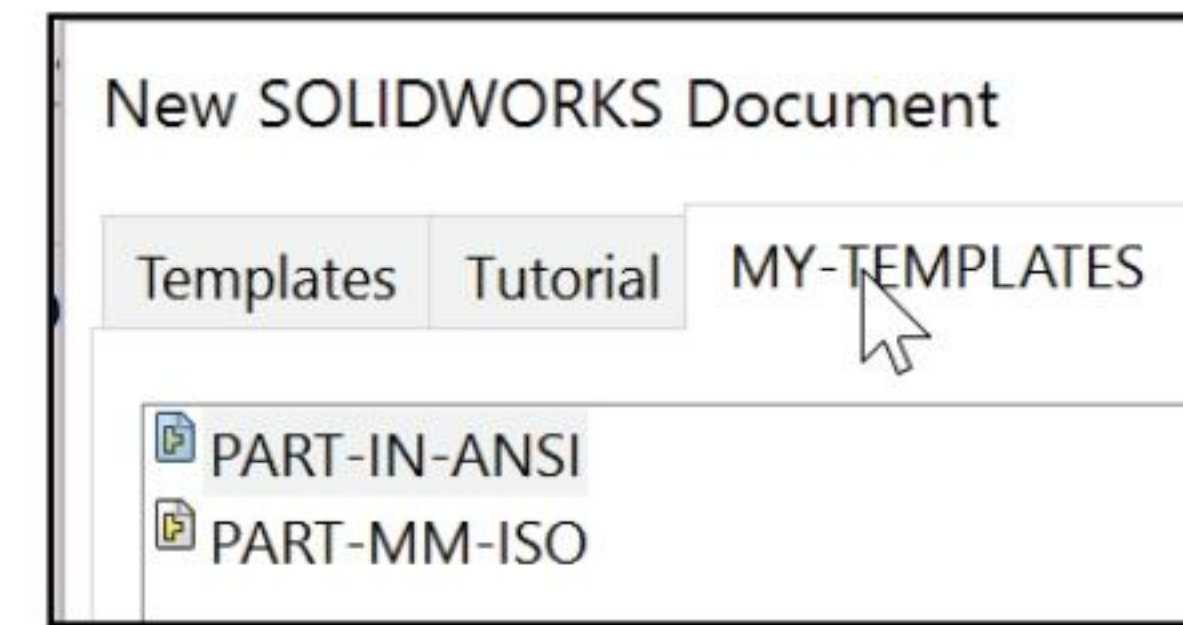 New SOLIDWORKS Document
Templates Tutorial MY-TEMPLATES
PART-IN-ANSI
PART-MM-ISO